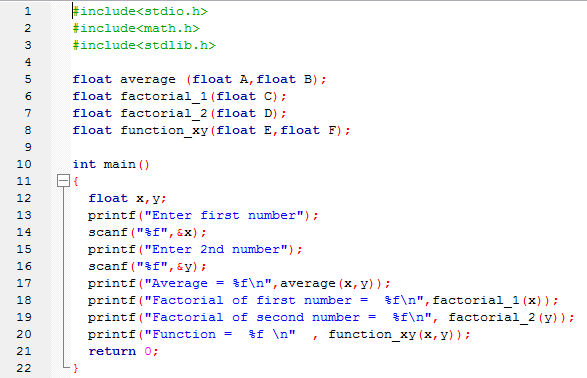 1 #include<stdio.h>
2 #include<math.h>
3 #include<stdlib.h>
4
5 float average (float A,float B);
6 float factorial_1(float C);
7 float factorial_2(float D);
8 float function_xy(float E,float F);
9
10 int main()
11 {
12   float x,y;
13   printf("Enter first number");
14   scanf("%f",&x);
15   printf("Enter 2nd number");
16   scanf("%f",&y);
17   printf("Average = %f\n",average(x,y));
18   printf("Factorial of first number =  %f\n",factorial_1(x));
19   printf("Factorial of second number =  %f\n", factorial_2(y));
20   printf("Function =  %f \n"  , function_xy(x,y));
21   return 0;
22 }